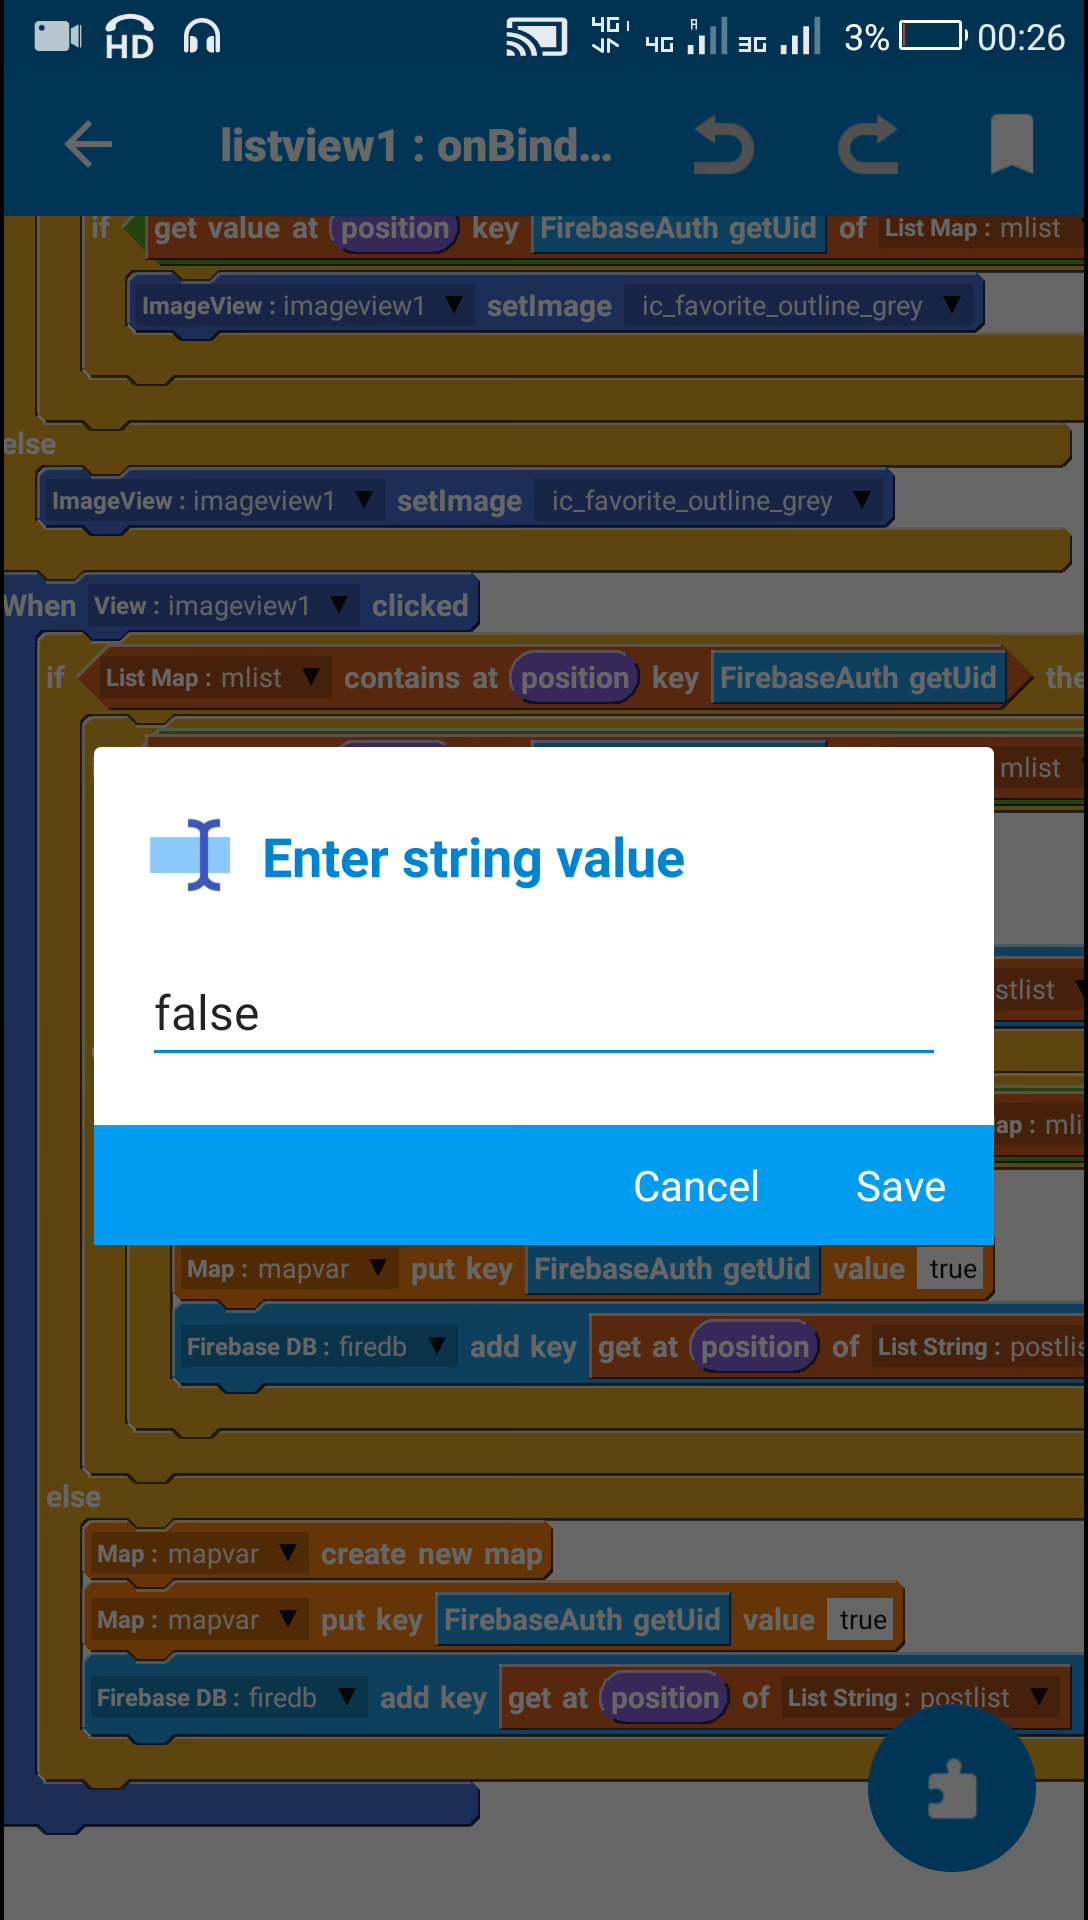 HD 4G 4G R 3G 3% 00:26
listview1 : onBind...
if get value at position key FirebaseAuth getUid of List Map : mlist
ImageView : imageview1 setImage ic_favorite_outline_grey
else
ImageView : imageview1 setImage ic_favorite_outline_grey
When View : imageview1 clicked
if List Map : mlist contains at position key FirebaseAuth getUid the
mlist
Enter string value
false
stlist
ap : mli
Cancel Save
Map : mapvar put key FirebaseAuth getUid value true
Firebase DB : firedb add key get at position of List String : postlis
else
Map : mapvar create new map
Map : mapvar put key FirebaseAuth getUid value true
Firebase DB : firedb add key get at position of List String : postlist